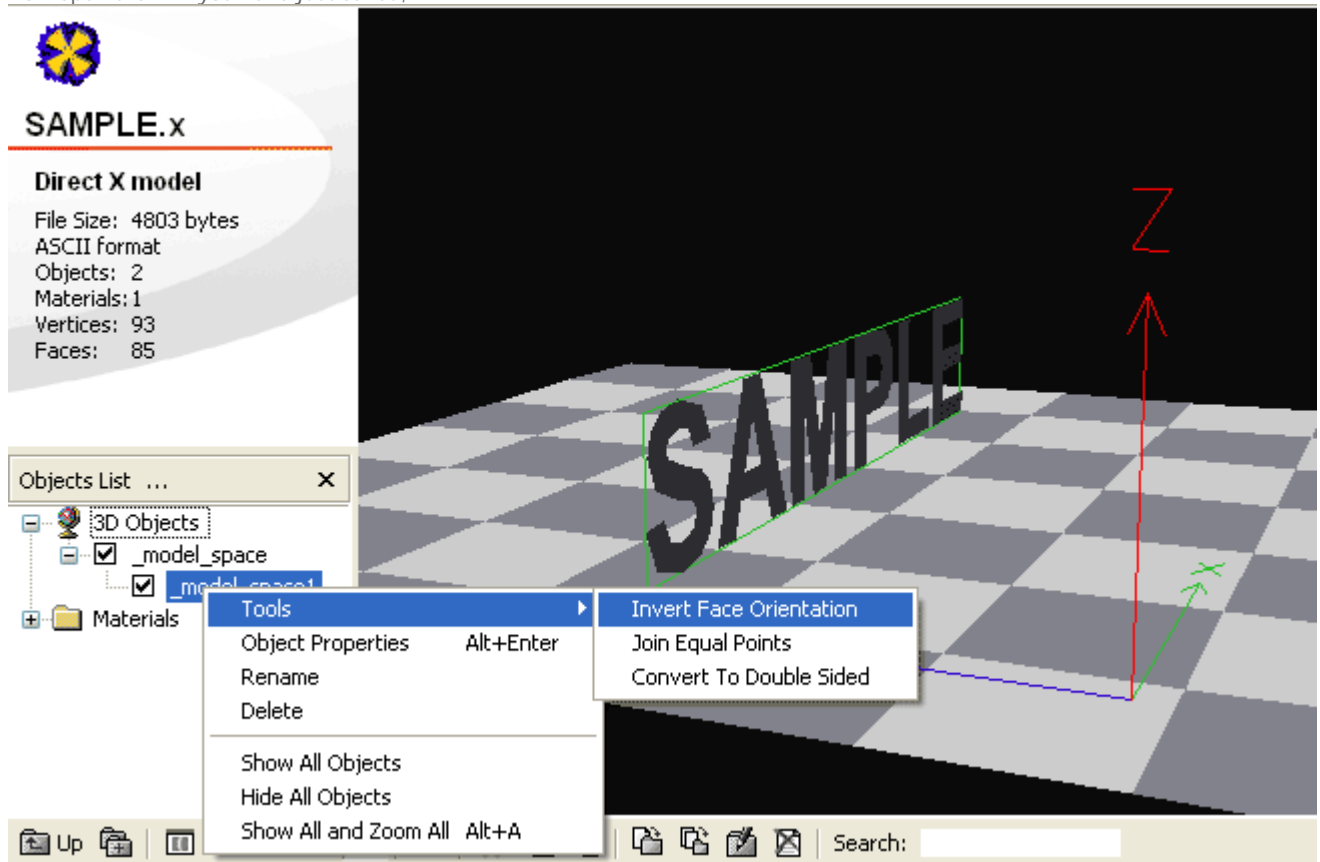 SAMPLE.x
Direct X model
File Size: 4803 bytes
ASCII format
Objects: 2
Materials: 1
Vertices: 93
Faces: 85
Objects List ...
3D Objects
_model_space
_model_space1
Materials
Tools
Object Properties Alt+Enter
Rename
Delete
Show All Objects
Hide All Objects
Show All and Zoom All Alt+A
Invert Face Orientation
Join Equal Points
Convert To Double Sided
SAMPLE
Z
X
Up
Search: